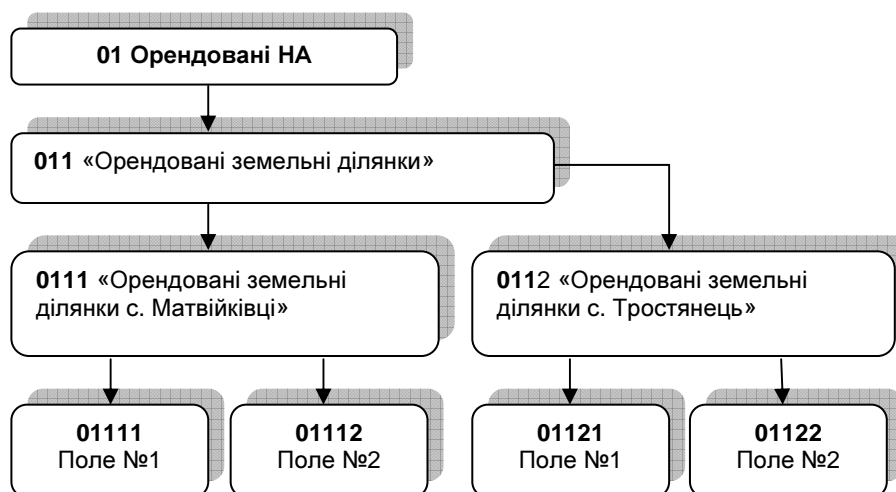 01 Орендовані НА
011 «Орендовані земельні ділянки»
0111 «Орендовані земельні
ділянки с. Матвійківці»
0112 «Орендовані земельні
ділянки с. Тростянець»
01111
Поле №1
01112
Поле №2
01121
Поле №1
01122
Поле №2